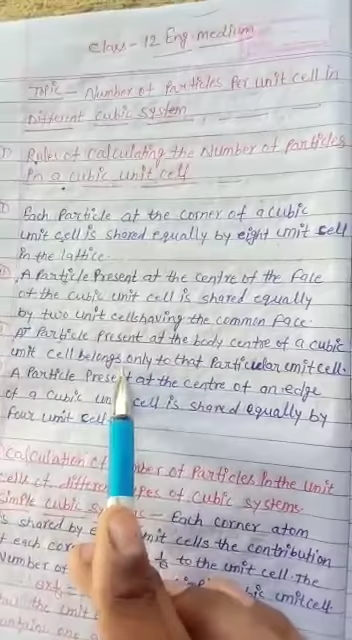 Class - 12 Eng. medium
Topic - Number of Particles Per unit cell in
Different cubic system
Rules of calculating the Number of particles
in a cubic unit cell
Each Particle at the corner of a cubic
unit cell is shared equally by eight unit cell
in the lattice.
A Particle Present at the centre of the face
of the cubic unit cell is shared equally
by two unit cells having the common face.
A Particle present at the body centre of a cubic
unit cell belongs only to that Particular unit cell.
A Particle Present at the centre of an edge
of a cubic cell is shared equally by
four unit cell
calculation of of Particles in the unit
cells of different of cubic systems.
simple cubic - Each corner atom
is shared by unit cells the contribution
of each 1/8 to the unit cell. The
Number of unit cell
the unit
one